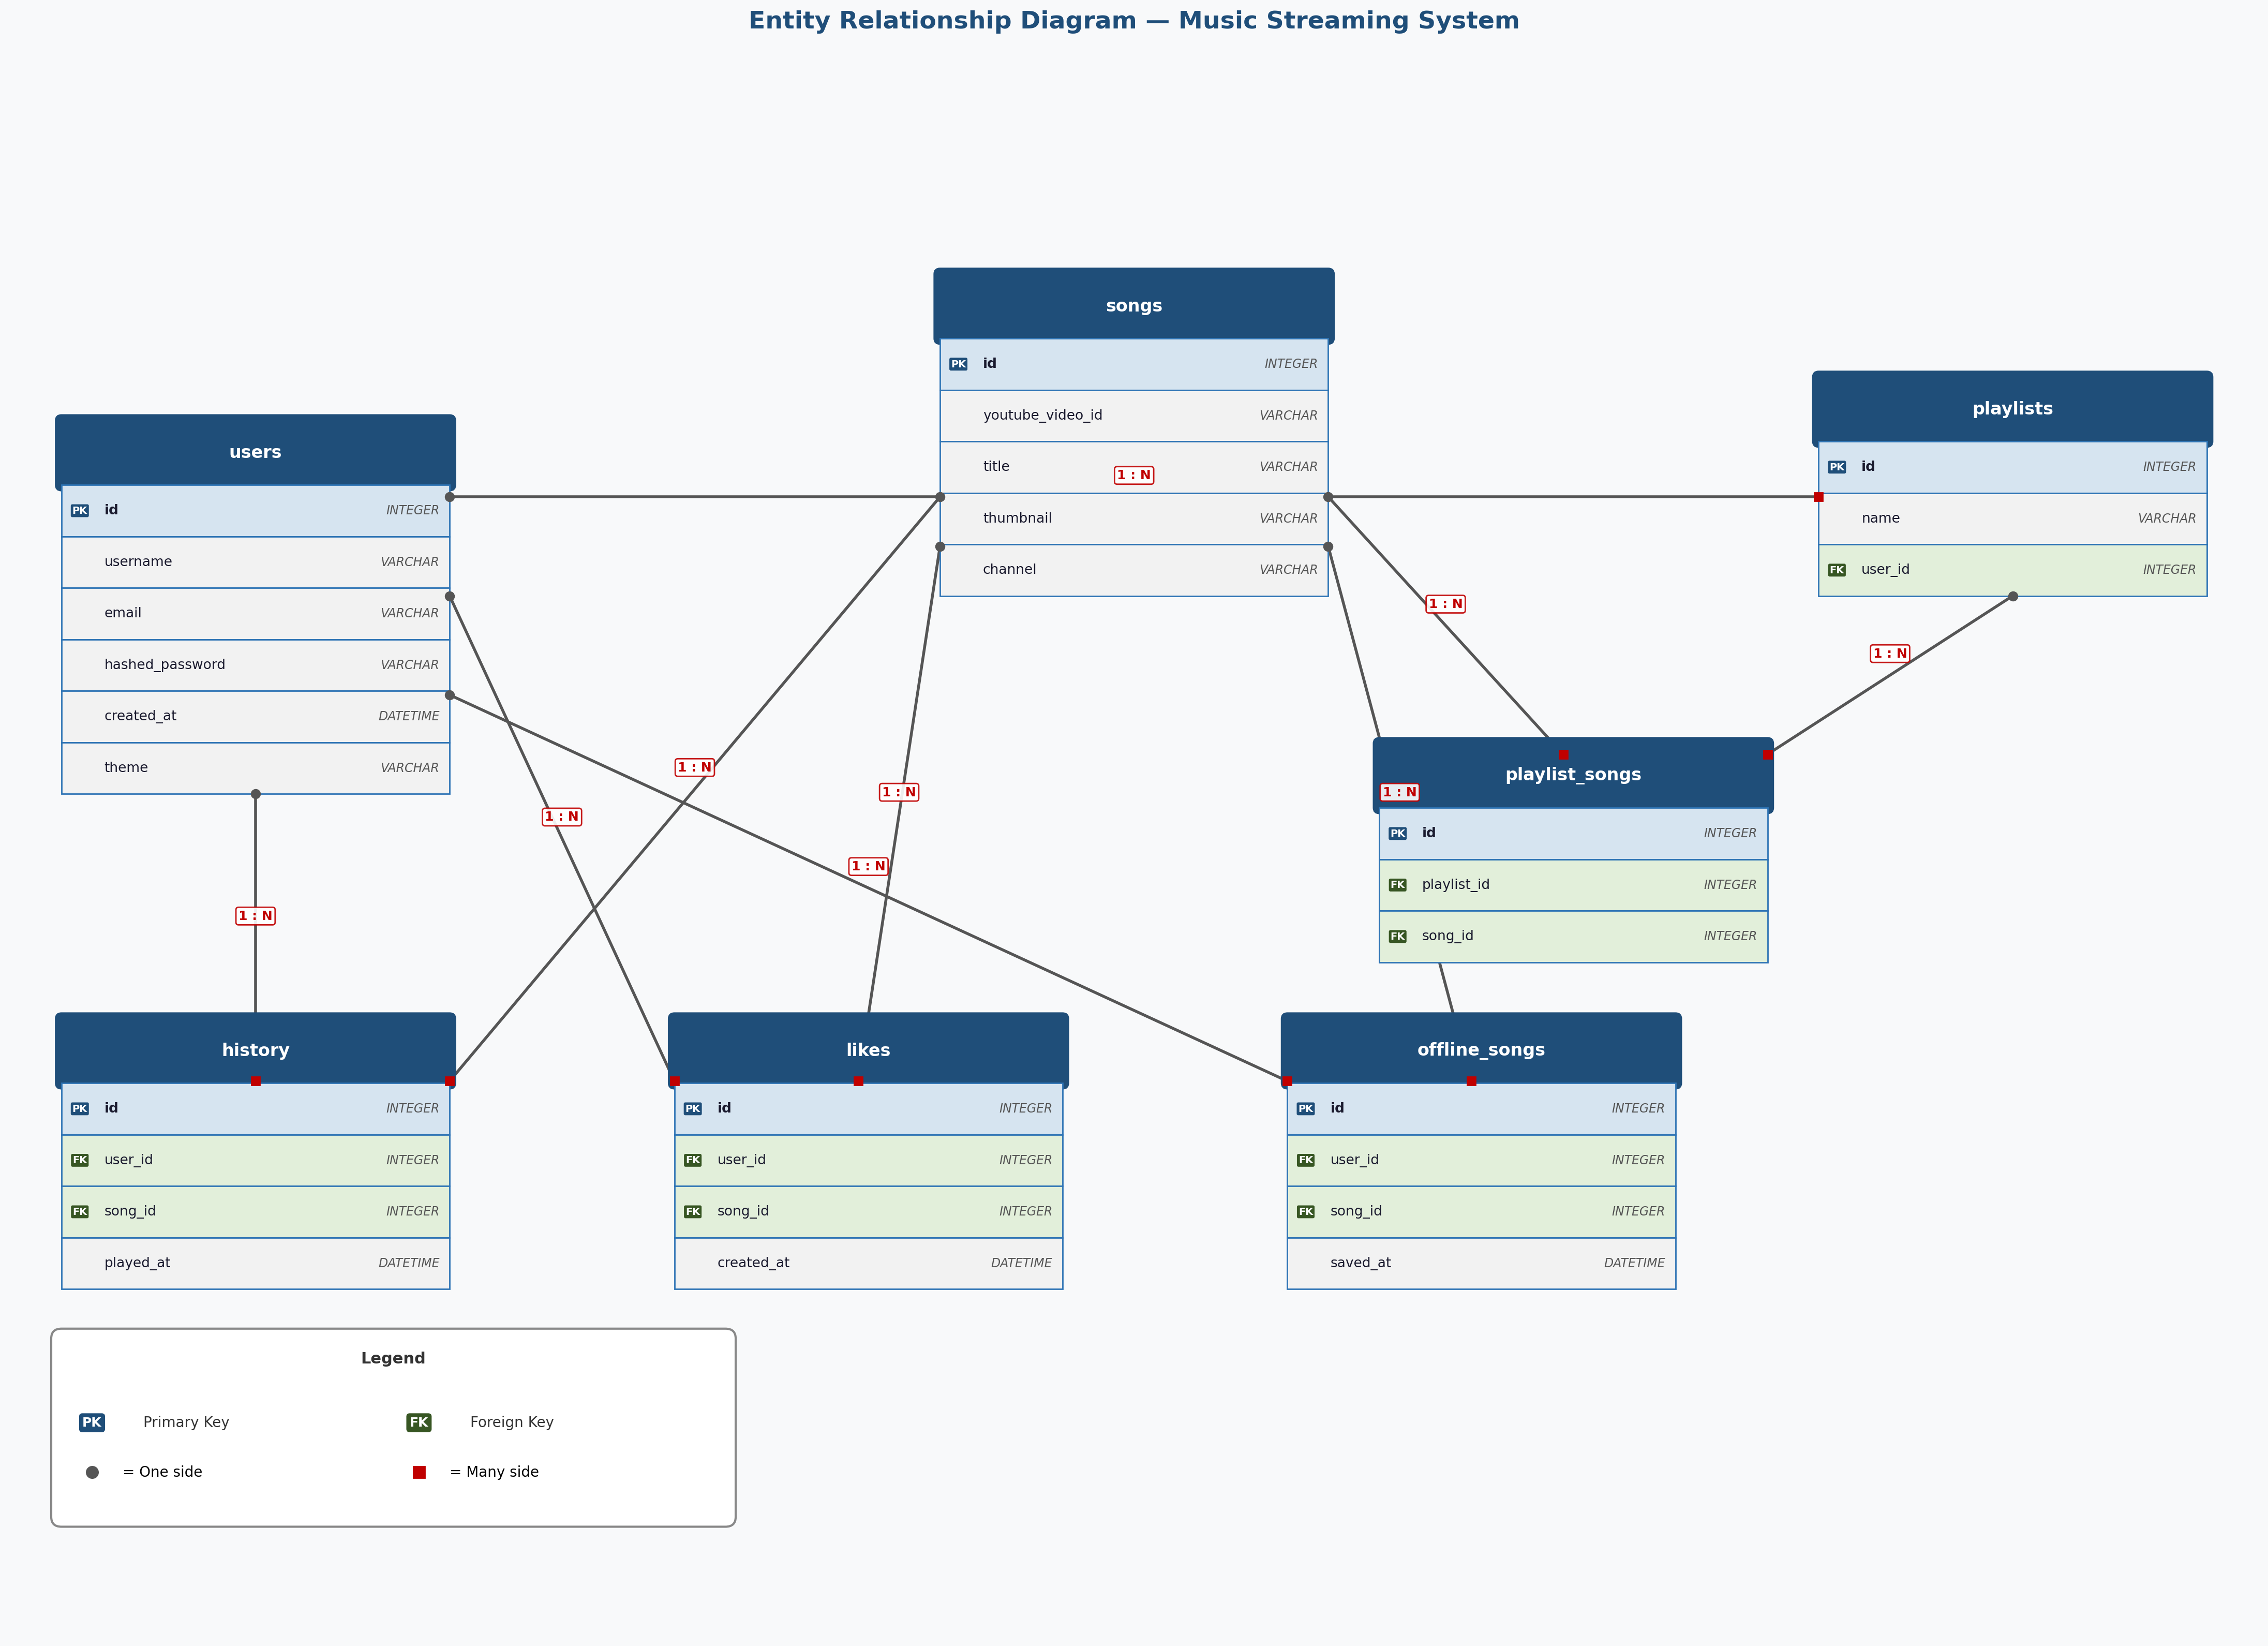 Entity Relationship Diagram — Music Streaming System
songs
PK id INTEGER
youtube_video_id VARCHAR
title VARCHAR
1 : N
thumbnail VARCHAR
channel VARCHAR
playlists
PK id INTEGER
name VARCHAR
FK user_id INTEGER
users
PK id INTEGER
username VARCHAR
email VARCHAR
hashed_password VARCHAR
created_at DATETIME
theme VARCHAR
1 : N
1 : N
1 : N
1 : N
1 : N
1 : N
1 : N
1 : N
playlist_songs
PK id INTEGER
FK playlist_id INTEGER
FK song_id INTEGER
history
PK id INTEGER
FK user_id INTEGER
FK song_id INTEGER
played_at DATETIME
likes
PK id INTEGER
FK user_id INTEGER
FK song_id INTEGER
created_at DATETIME
offline_songs
PK id INTEGER
FK user_id INTEGER
FK song_id INTEGER
saved_at DATETIME
Legend
PK Primary Key
FK Foreign Key
= One side
= Many side